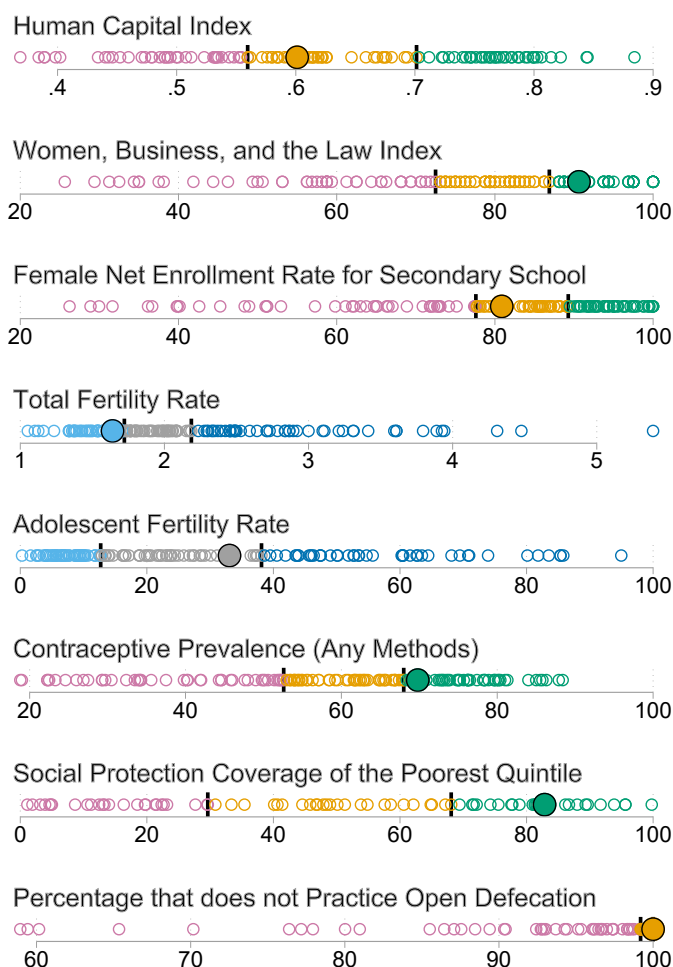 Human Capital Index
.4 .5 .6 .7 .8 .9
Women, Business, and the Law Index
20 40 60 80 100
Female Net Enrollment Rate for Secondary School
20 40 60 80 100
Total Fertility Rate
1 2 3 4 5
Adolescent Fertility Rate
0 20 40 60 80 100
Contraceptive Prevalence (Any Methods)
20 40 60 80 100
Social Protection Coverage of the Poorest Quintile
0 20 40 60 80 100
Percentage that does not Practice Open Defecation
60 70 80 90 100